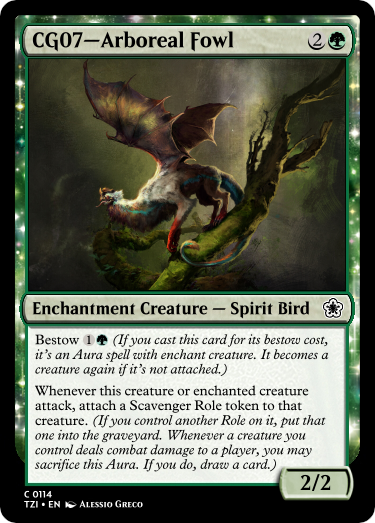 CG07—Arboreal Fowl 2
Enchantment Creature — Spirit Bird
Bestow 1 (If you cast this card for its bestow cost,
it's an Aura spell with enchant creature. It becomes
a creature again if it's not attached.)
Whenever this creature or enchanted creature
attack, attach a Scavenger Role token to that
creature. (If you control another Role on it, put that
one into the graveyard. Whenever a creature you
control deals combat damage to a player, you may
sacrifice this Aura. If you do, draw a card.)
2/2
C 0114
TZI • EN Alessio Greco